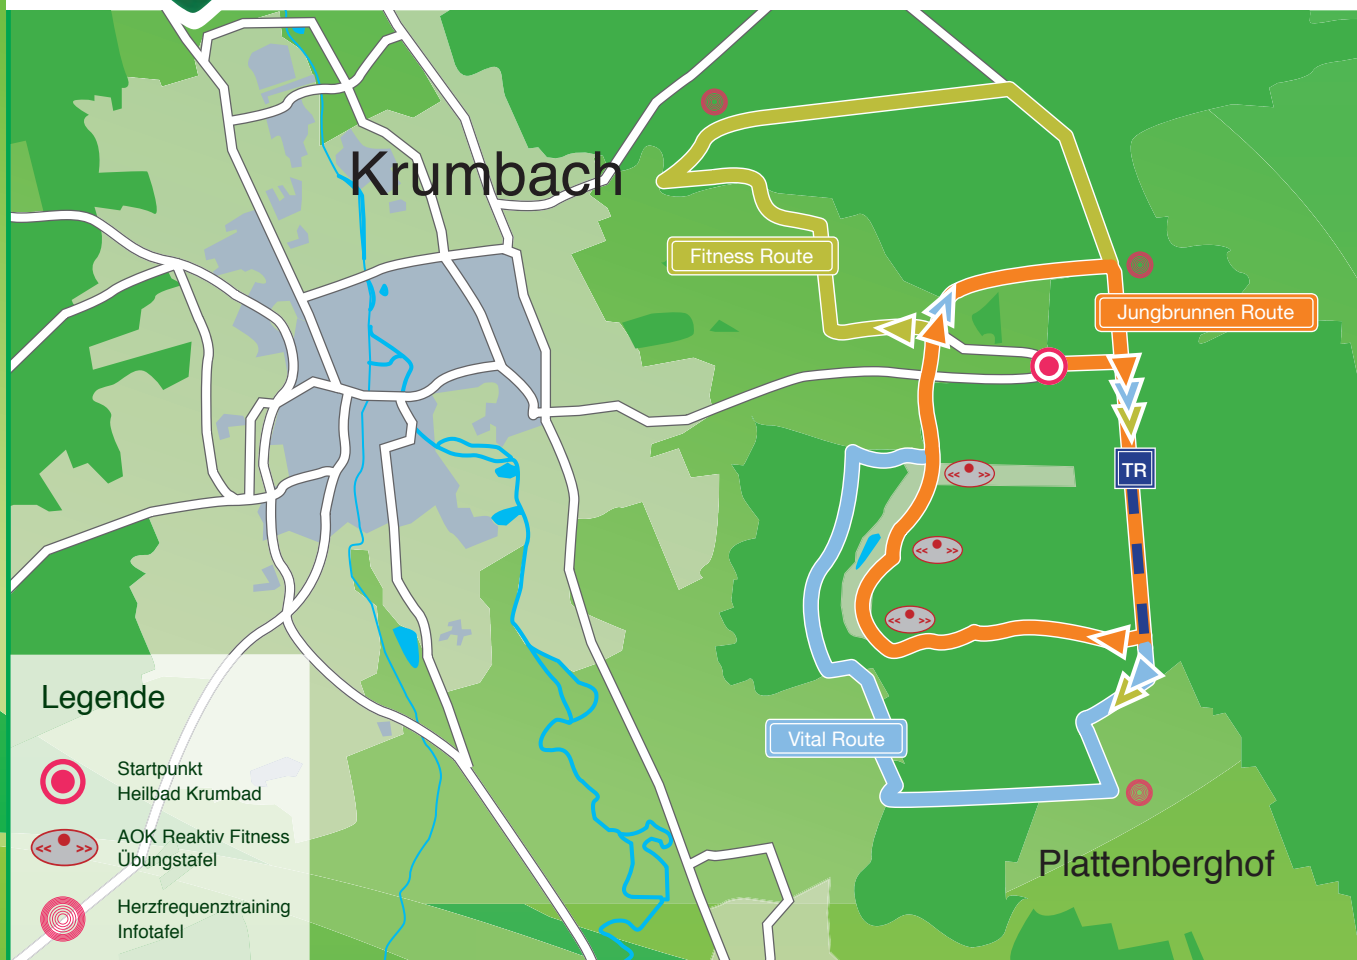 Krumbach
Fitness Route
Jungbrunnen Route
TR
<< >>
<< >>
<< >>
Vital Route
Plattenberghof
Legende
Startpunkt
Heilbad Krumbad
<< >>
AOK Reaktiv Fitness
Übungstafel
Herzfrequenztraining
Infotafel